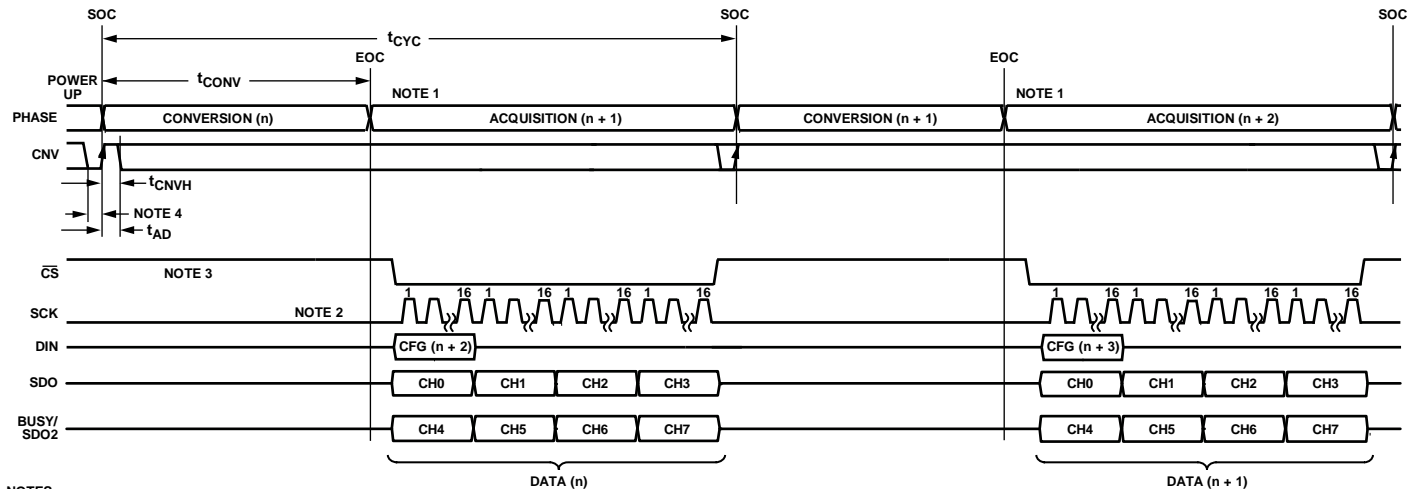 SOC SOC SOC
tCYC
EOC EOC
tCONV
POWER UP
NOTE 1 NOTE 1
PHASE CONVERSION (n) ACQUISITION (n + 1) CONVERSION (n + 1) ACQUISITION (n + 2)
CNV
tCNVH
NOTE 4
tAD
CS NOTE 3
1 16 1 16 1 16 1 16 1 16 1 16 1 16 1 16
SCK NOTE 2
DIN CFG (n + 2) CFG (n + 3)
SDO CH0 CH1 CH2 CH3 CH0 CH1 CH2 CH3
BUSY/
SDO2 CH4 CH5 CH6 CH7 CH4 CH5 CH6 CH7
DATA (n) DATA (n + 1)